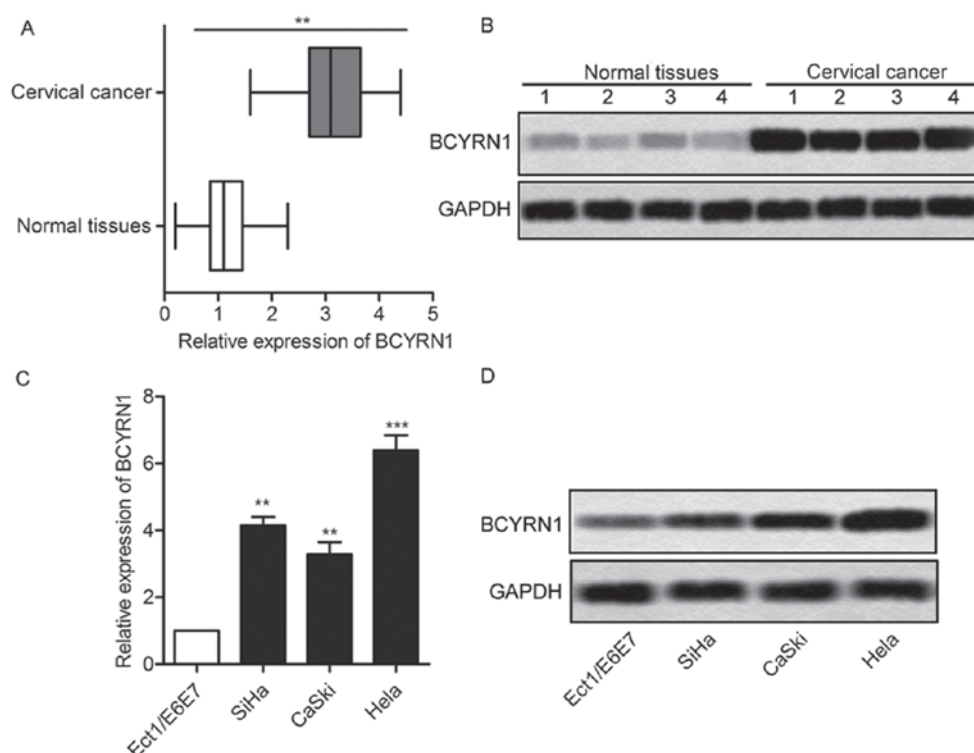 A
**
Cervical cancer
Normal tissues
0 1 2 3 4 5
Relative expression of BCYRN1
B
Normal tissues Cervical cancer
1 2 3 4 1 2 3 4
BCYRN1
GAPDH
C
Relative expression of BCYRN1
8
6
4
2
0
**
**
***
Ect1/E6E7 SiHa CaSki Hela
D
BCYRN1
GAPDH
Ect1/E6E7 SiHa CaSki Hela